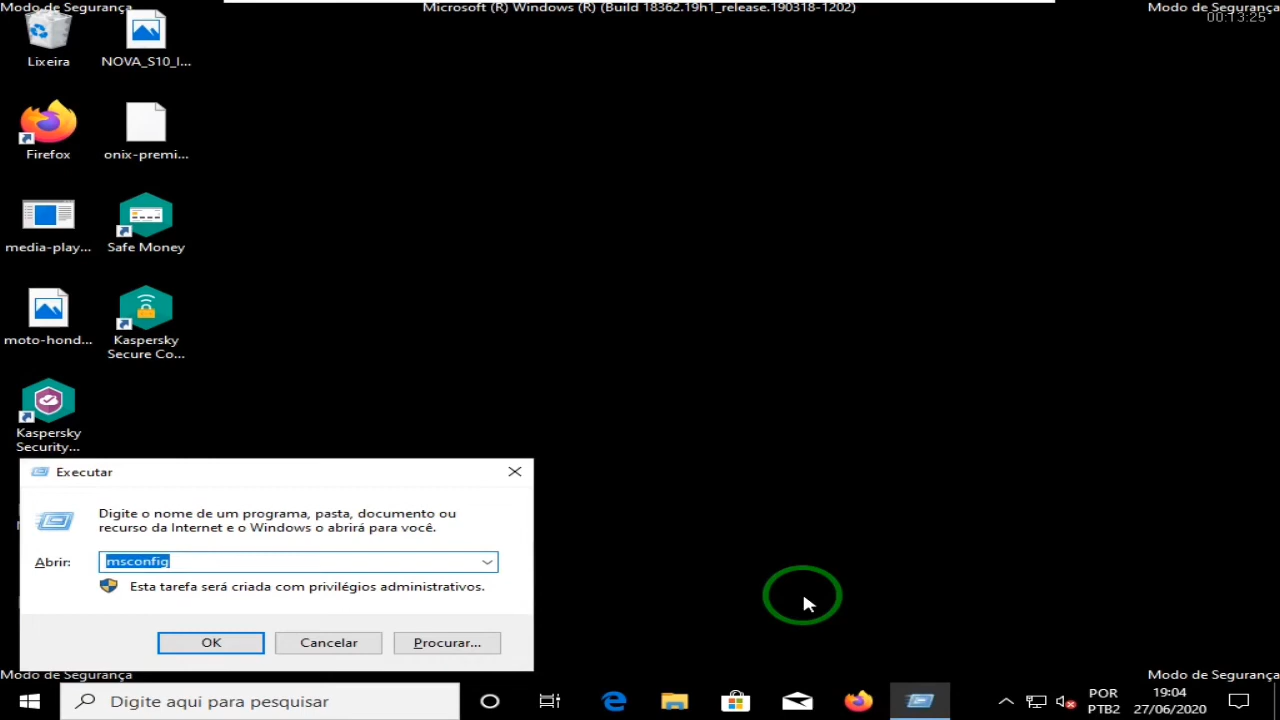 Modo de Segurança
Microsoft (R) Windows (R) (Build 18362.19h1_release.190318-1202)
Modo de Segurança
00:13:25
Lixeira
NOVA_S10_I...
Firefox
onix-premi...
media-play...
Safe Money
moto-hond...
Kaspersky
Secure Co...
Kaspersky
Security...
Executar
Digite o nome de um programa, pasta, documento ou
recurso da Internet e o Windows o abrirá para você.
Abrir:
msconfig
Esta tarefa será criada com privilégios administrativos.
OK
Cancelar
Procurar...
Modo de Segurança
Modo de Segurança
Digite aqui para pesquisar
POR
PTB2
19:04
27/06/2020